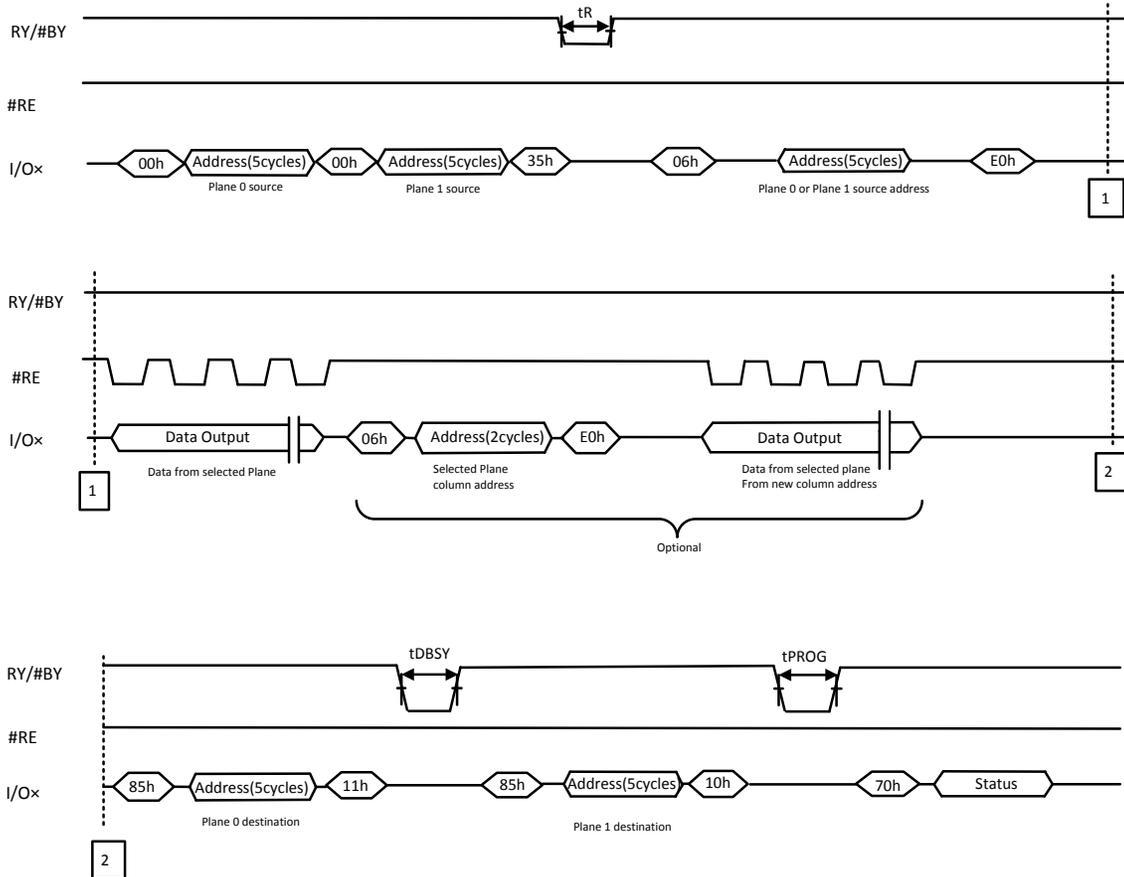 tR
RY/#BY
#RE
I/O×
00h Address(5cycles) 00h Address(5cycles) 35h 06h Address(5cycles) E0h
Plane 0 source
Plane 1 source
Plane 0 or Plane 1 source address
1
RY/#BY
#RE
I/O×
Data Output 06h Address(2cycles) E0h Data Output
Data from selected Plane
Selected Plane
column address
Data from selected plane
From new column address
1
2
Optional
tDBSY
tPROG
RY/#BY
#RE
I/O×
85h Address(5cycles) 11h 85h Address(5cycles) 10h 70h Status
Plane 0 destination
Plane 1 destination
2